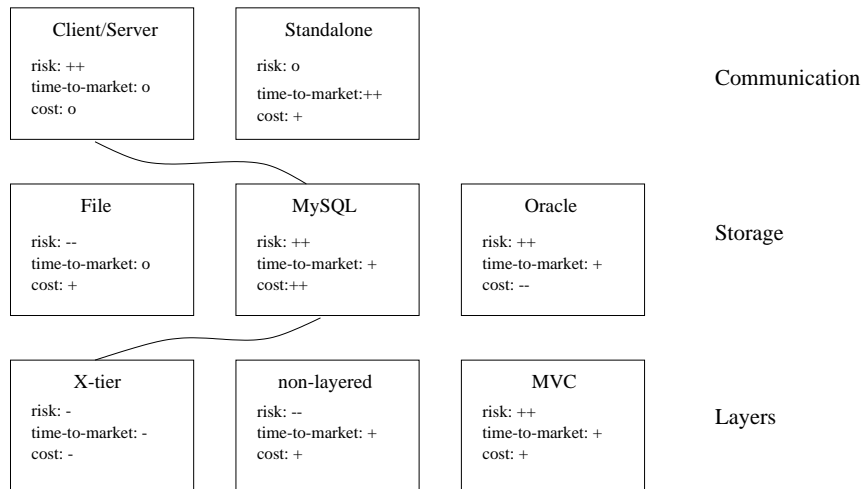 Client/Server
risk: ++
time-to-market: o
cost: o
Standalone
risk: o
time-to-market:++
cost: +
Communication
File
risk: --
time-to-market: o
cost: +
MySQL
risk: ++
time-to-market: +
cost:++
Oracle
risk: ++
time-to-market: +
cost: --
Storage
X-tier
risk: -
time-to-market: -
cost: -
non-layered
risk: --
time-to-market: +
cost: +
MVC
risk: ++
time-to-market: +
cost: +
Layers